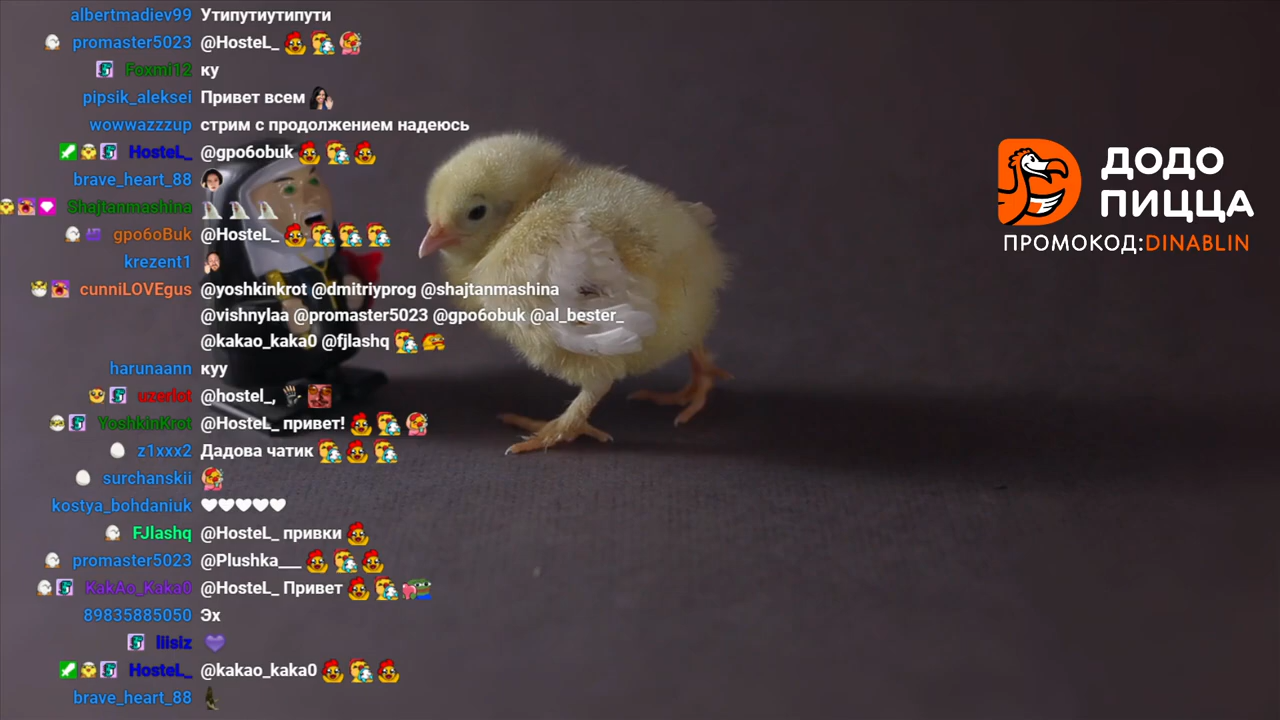 albertmadiev99 Утипутиутипути
promaster5023 @HosteL_
Foxmi12 ку
pipsik_aleksei Привет всем
wowwazzzup стрим с продолжением надеюсь
HosteL_ @gpo6obuk
brave_heart_88
Shajtanmashina
gpo6oBuk @HosteL_
krezent1
cunniLOVEgus @yoshkinkrot @dmitriyprog @shajtanmashina
@vishnylaa @promaster5023 @gpo6obuk @al_bester_
@kakao_kaka0 @fjlashq
harunaann куу
uxerlot @hostel_,
YoshkinKrot @HosteL_ привет!
z1xxx2 Дадова чатик
surchanskii
kostya_bohdaniuk
FJlashq @HosteL_ привки
promaster5023 @Plushka___
KakAo_Kaka0 @HosteL_ Привет
89835885050 Эх
liisiz
HosteL_ @kakao_kaka0
brave_heart_88
ДОДО
ПИЦЦА
ПРОМОКОД:DINABLIN